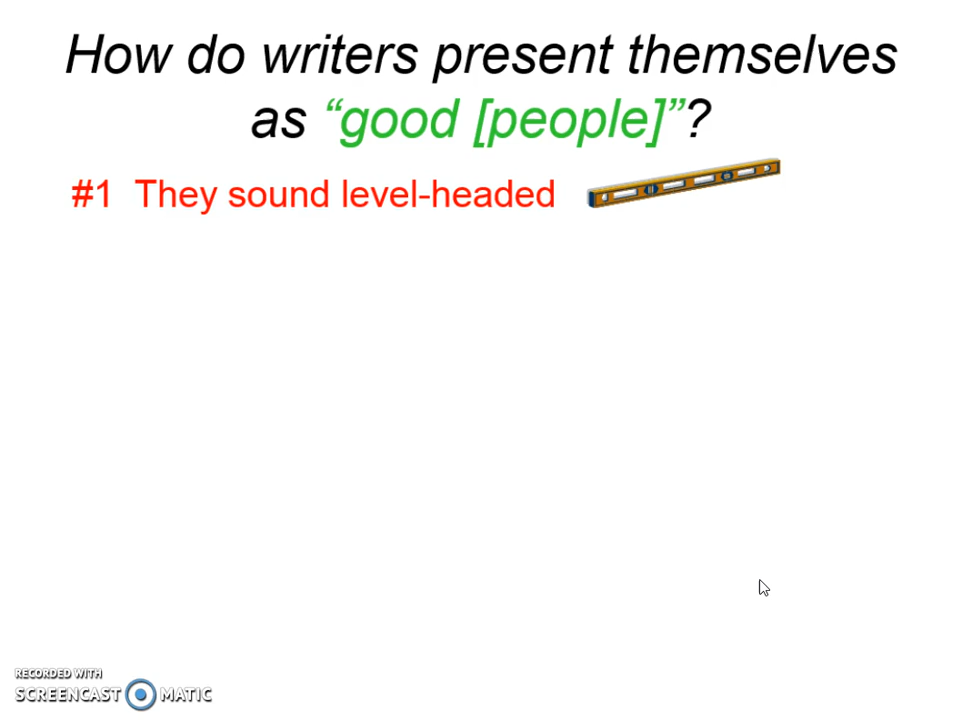 How do writers present themselves
as “good [people]”?
#1 They sound level-headed
RECORDED WITH
SCREENCAST MATIC